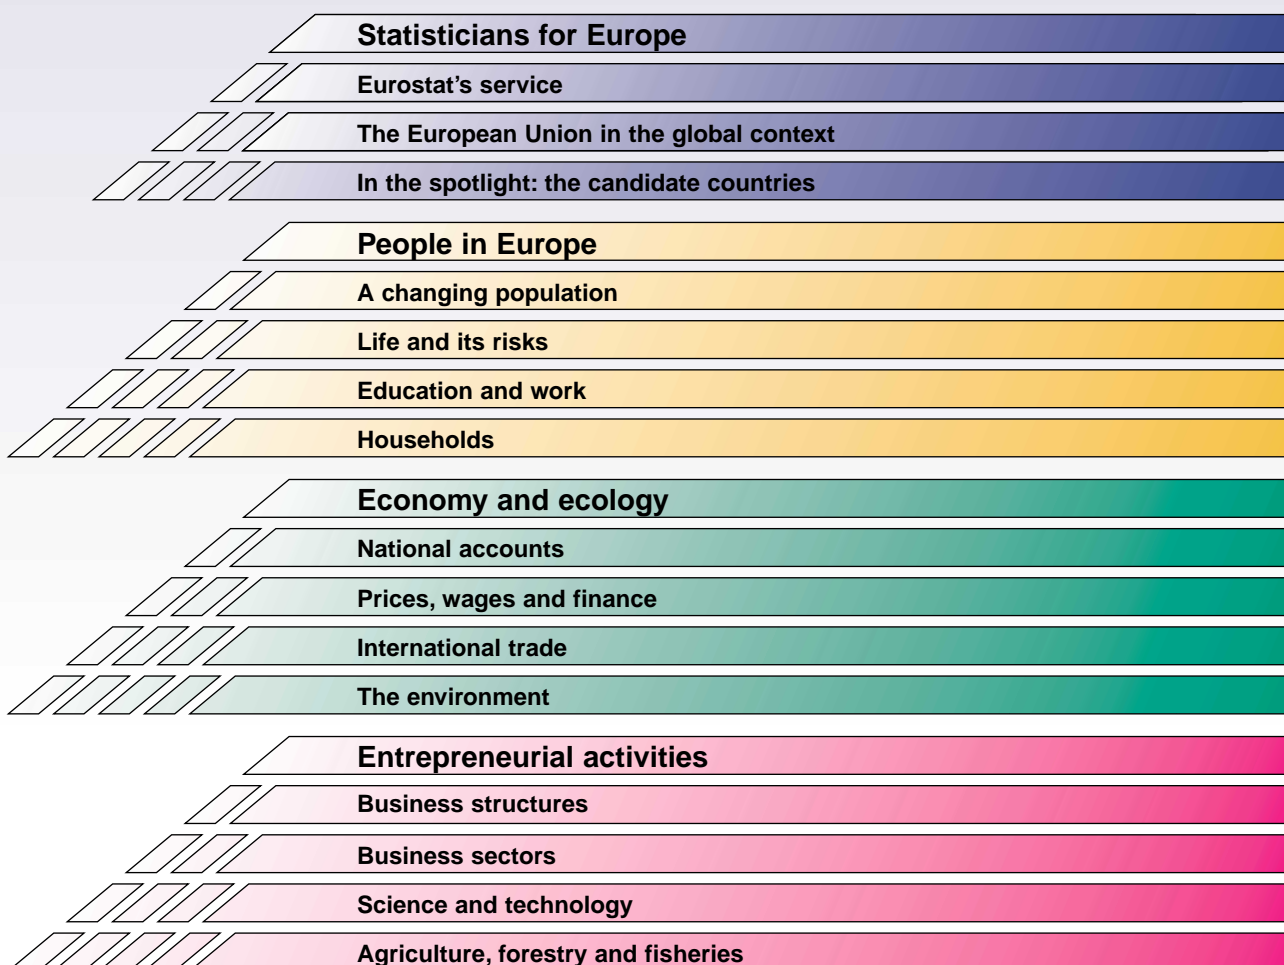 Statisticians for Europe
Eurostat’s service
The European Union in the global context
In the spotlight: the candidate countries
People in Europe
A changing population
Life and its risks
Education and work
Households
Economy and ecology
National accounts
Prices, wages and finance
International trade
The environment
Entrepreneurial activities
Business structures
Business sectors
Science and technology
Agriculture, forestry and fisheries